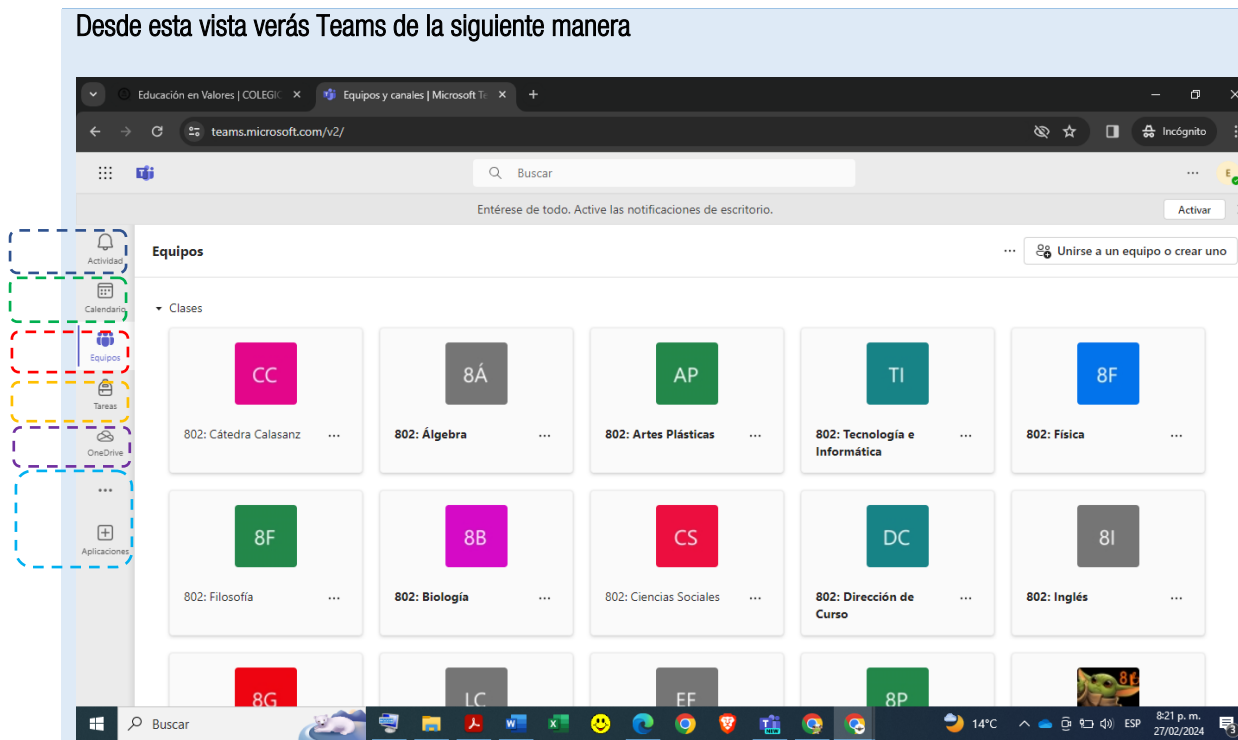 Desde esta vista verás Teams de la siguiente manera
Educación en Valores | COLEGIC
Equipos y canales | Microsoft Te
teams.microsoft.com/v2/
Incógnito
Buscar
E
Entérese de todo. Active las notificaciones de escritorio.
Activar
Actividad
Calendario
Equipos
Tareas
OneDrive
Aplicaciones
Equipos
Unirse a un equipo o crear uno
Clases
CC
8Á
AP
TI
8F
802: Cátedra Calasanz
802: Álgebra
802: Artes Plásticas
802: Tecnología e
Informática
802: Física
8F
8B
CS
DC
8I
802: Filosofía
802: Biología
802: Ciencias Sociales
802: Dirección de
Curso
802: Inglés
8G
LC
EF
8P
Buscar
NEW
14°C
ESP
8:21 p. m.
27/02/2024
3